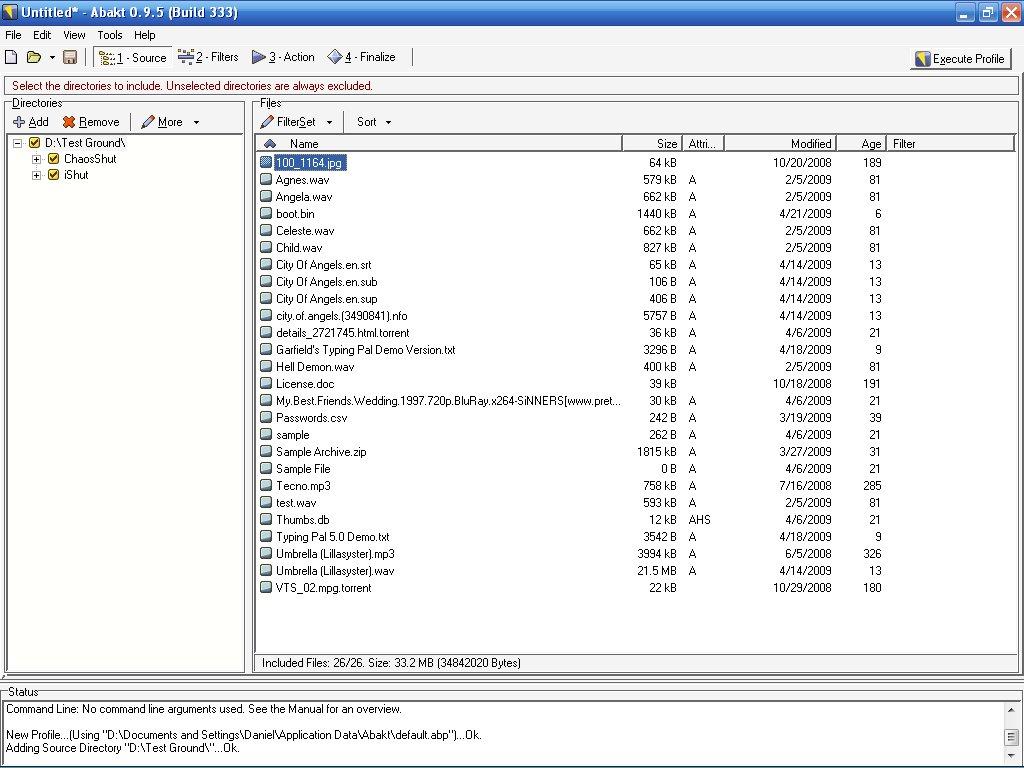 Untitled* - Abakt 0.9.5 (Build 333)
File Edit View Tools Help
1 - Source 2 - Filters 3 - Action 4 - Finalize Execute Profile
Select the directories to include. Unselected directories are always excluded.
Directories
Add Remove More
D:\Test Ground\
ChaosShut
iShut
Files
FilterSet Sort
Name Size Attri... Modified Age Filter
100_1164.jpg 64 kB 10/20/2008 189
Agnes.wav 579 kB A 2/5/2009 81
Angela.wav 662 kB A 2/5/2009 81
boot.bin 1440 kB A 4/21/2009 6
Celeste.wav 662 kB A 2/5/2009 81
Child.wav 827 kB A 2/5/2009 81
City Of Angels.en.srt 65 kB A 4/14/2009 13
City Of Angels.en.sub 106 B A 4/14/2009 13
City Of Angels.en.sup 406 B A 4/14/2009 13
city.of.angels.(3490841).nfo 5757 B A 4/14/2009 13
details_2721745.html.torrent 36 kB A 4/6/2009 21
Garfield's Typing Pal Demo Version.txt 3296 B A 4/18/2009 9
Hell Demon.wav 400 kB A 2/5/2009 81
License.doc 39 kB 10/18/2008 191
My.Best.Friends.Wedding.1997.720p.BluRay.x264-SiNNERS[www.pret... 30 kB A 4/6/2009 21
Passwords.csv 242 B A 3/19/2009 39
sample 262 B A 4/6/2009 21
Sample Archive.zip 1815 kB A 3/27/2009 31
Sample File 0 B A 4/6/2009 21
Tecno.mp3 758 kB A 7/16/2008 285
test.wav 593 kB A 2/5/2009 81
Thumbs.db 12 kB AHS 4/6/2009 21
Typing Pal 5.0 Demo.txt 3542 B A 4/18/2009 9
Umbrella (Lillasyster).mp3 3994 kB A 6/5/2008 326
Umbrella (Lillasyster).wav 21.5 MB A 4/14/2009 13
VTS_02.mpg.torrent 22 kB 10/29/2008 180
Included Files: 26/26. Size: 33.2 MB (34842020 Bytes)
Status
Command Line: No command line arguments used. See the Manual for an overview.
New Profile...(Using "D:\Documents and Settings\Daniel\Application Data\Abakt\default.abp")...Ok.
Adding Source Directory "D:\Test Ground\"...Ok.